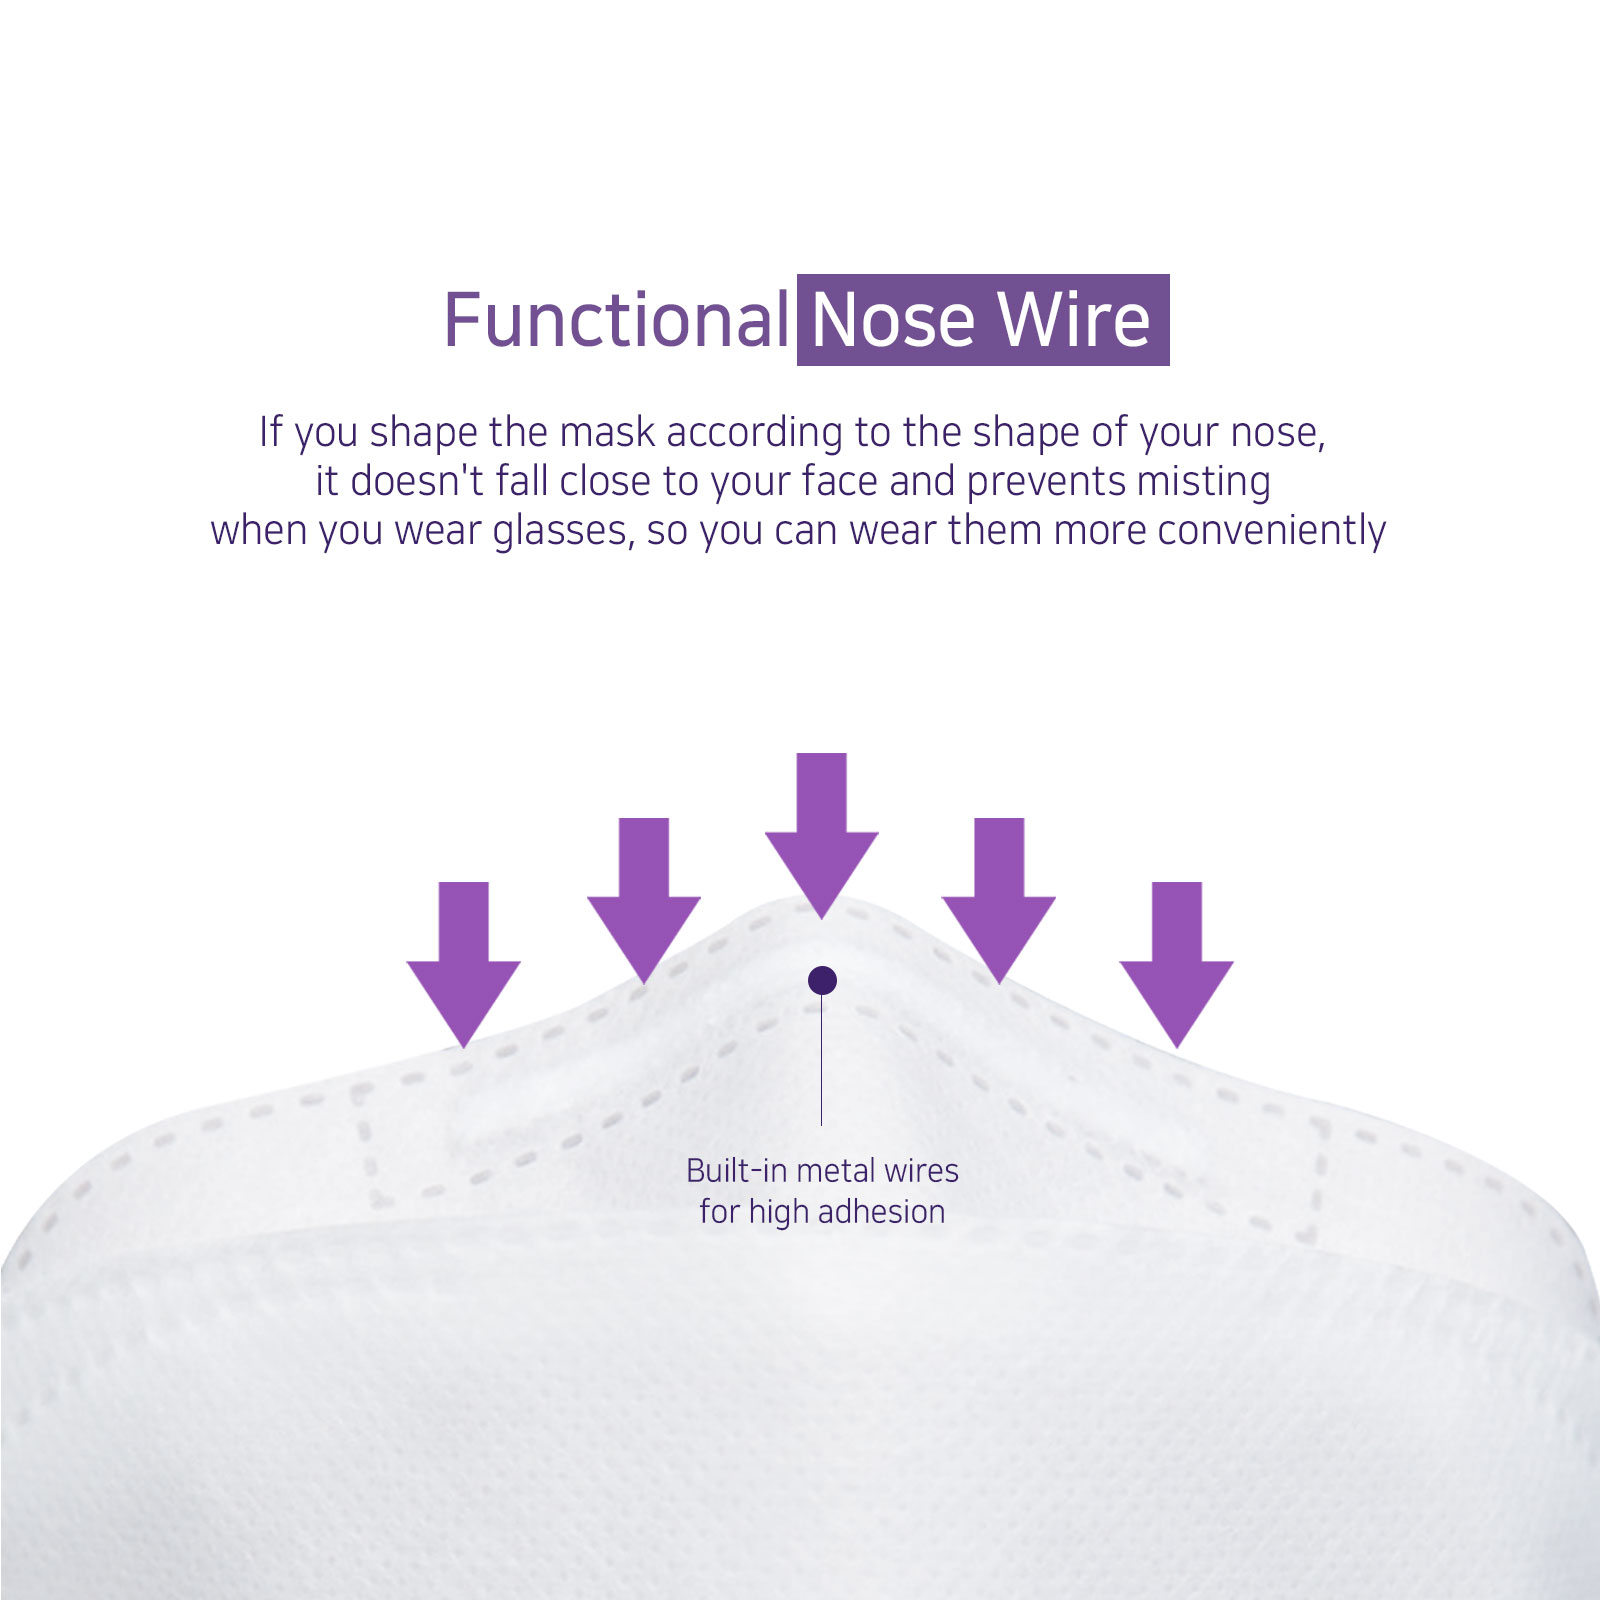 Functional Nose Wire
If you shape the mask according to the shape of your nose,
it doesn't fall close to your face and prevents misting
when you wear glasses, so you can wear them more conveniently
Built-in metal wires
for high adhesion